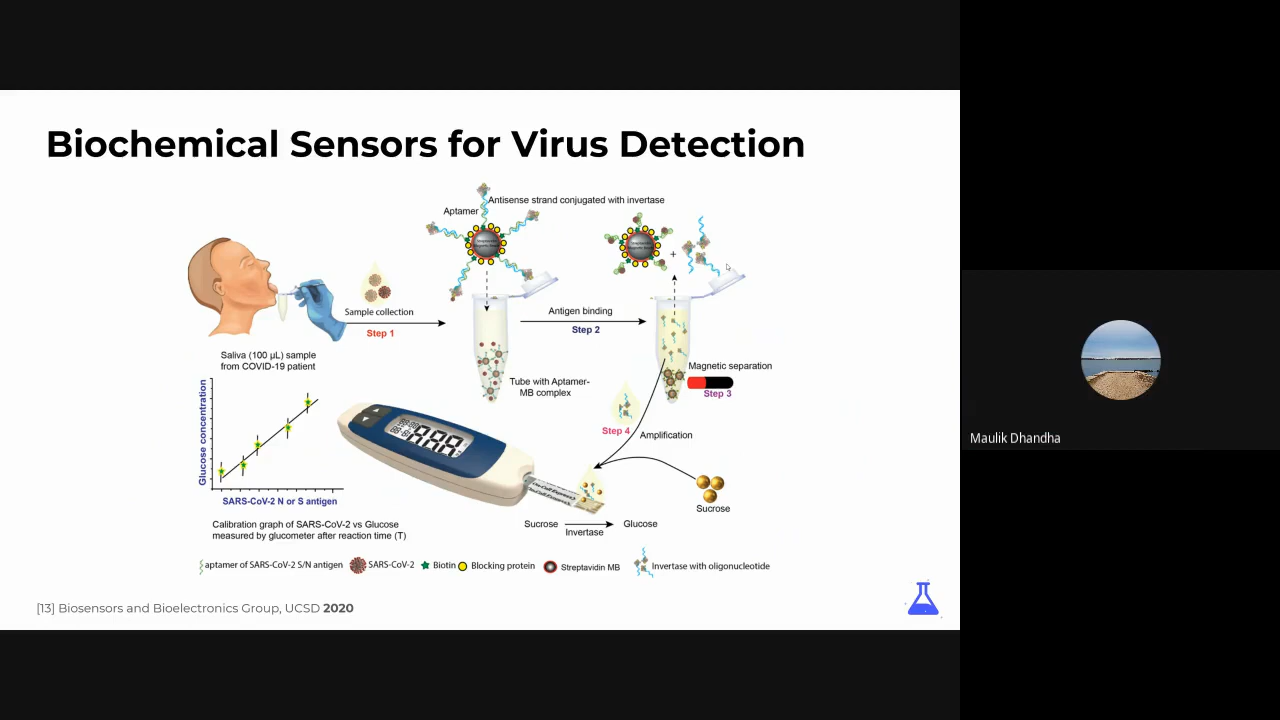 Biochemical Sensors for Virus Detection
Antisense strand conjugated with invertase
Aptamer
+
Sample collection
Step 1
Antigen binding
Step 2
Saliva (100 µL) sample
from COVID-19 patient
Tube with Aptamer-
MB complex
Magnetic separation
Step 3
Step 4
Amplification
Glucose concentration
SARS-CoV-2 N or S antigen
Calibration graph of SARS-CoV-2 vs Glucose
measured by glucometer after reaction time (T)
Sucrose
Sucrose
Invertase
Glucose
aptamer of SARS-CoV-2 S/N antigen
SARS-CoV-2
Biotin
Blocking protein
Streptavidin MB
Invertase with oligonucleotide
[13] Biosensors and Bioelectronics Group, UCSD 2020
Maulik Dhandha